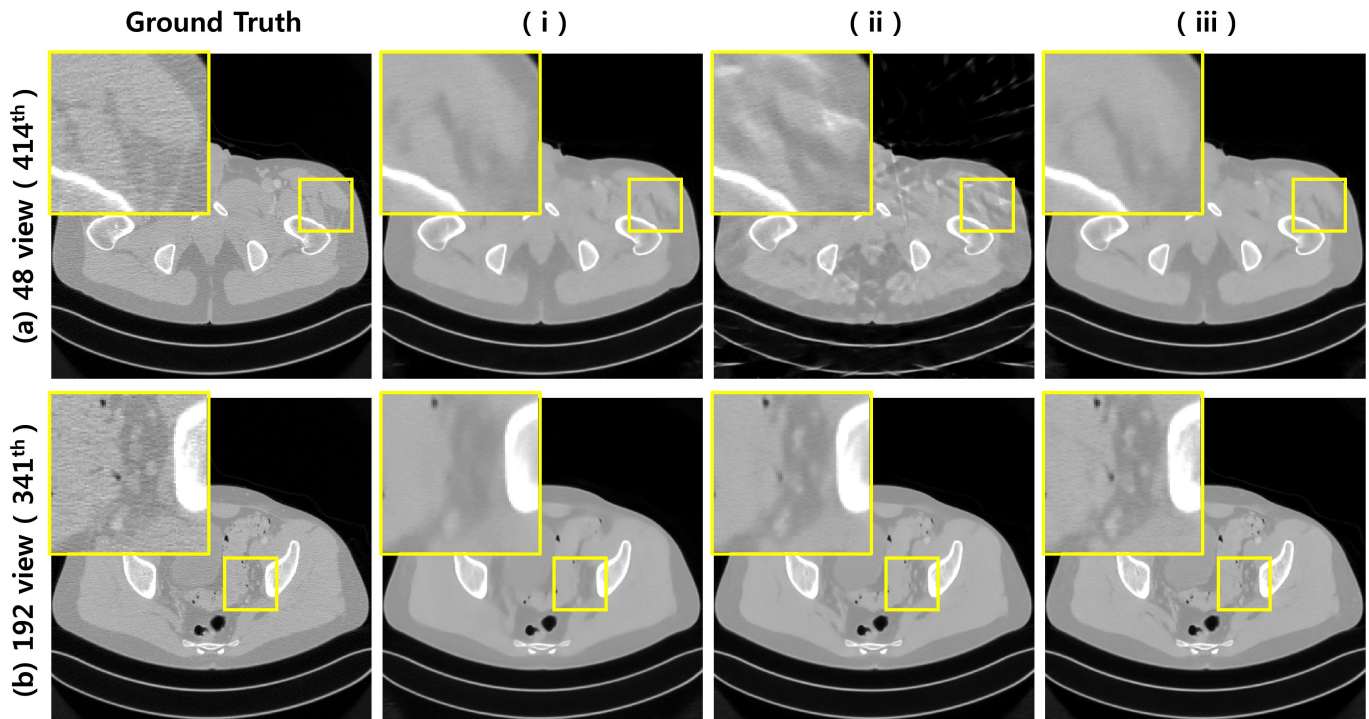 Ground Truth
( i )
( ii )
( iii )
(a) 48 view ( 414th )
(b) 192 view ( 341th )